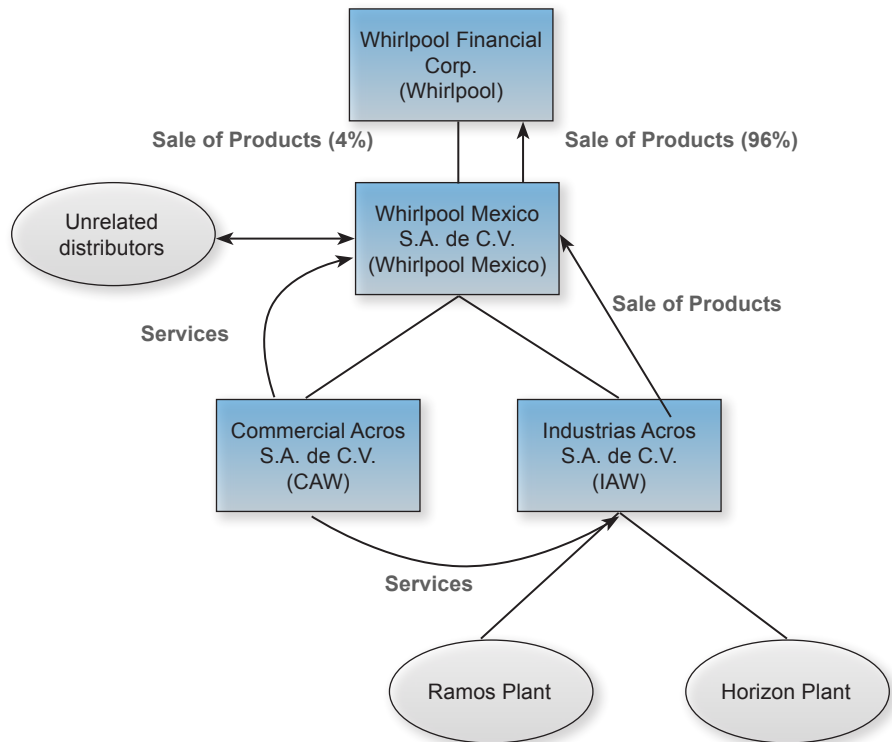 Whirlpool Financial
Corp.
(Whirlpool)
Sale of Products (4%)
Sale of Products (96%)
Unrelated
distributors
Whirlpool Mexico
S.A. de C.V.
(Whirlpool Mexico)
Sale of Products
Services
Commercial Acros
S.A. de C.V.
(CAW)
Industrias Acros
S.A. de C.V.
(IAW)
Services
Ramos Plant
Horizon Plant